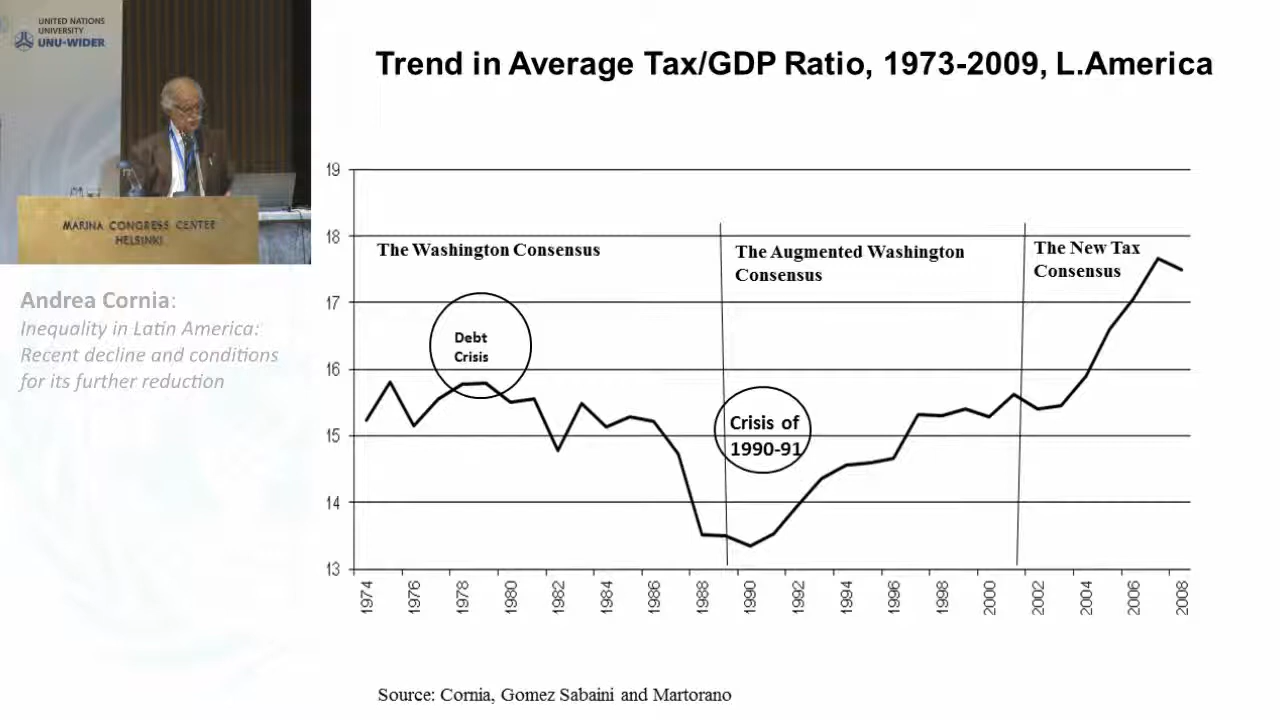 UNITED NATIONS
UNIVERSITY
UNU-WIDER
MARINA CONGRESS CENTER
HELSINKI
Andrea Cornia:
Inequality in Latin America:
Recent decline and conditions
for its further reduction
Trend in Average Tax/GDP Ratio, 1973-2009, L.America
19
18
17
16
15
14
13
The Washington Consensus
The Augmented Washington
Consensus
The New Tax
Consensus
Debt
Crisis
Crisis of
1990-91
1974
1976
1978
1980
1982
1984
1986
1988
1990
1992
1994
1996
1998
2000
2002
2004
2006
2008
Source: Cornia, Gomez Sabaini and Martorano